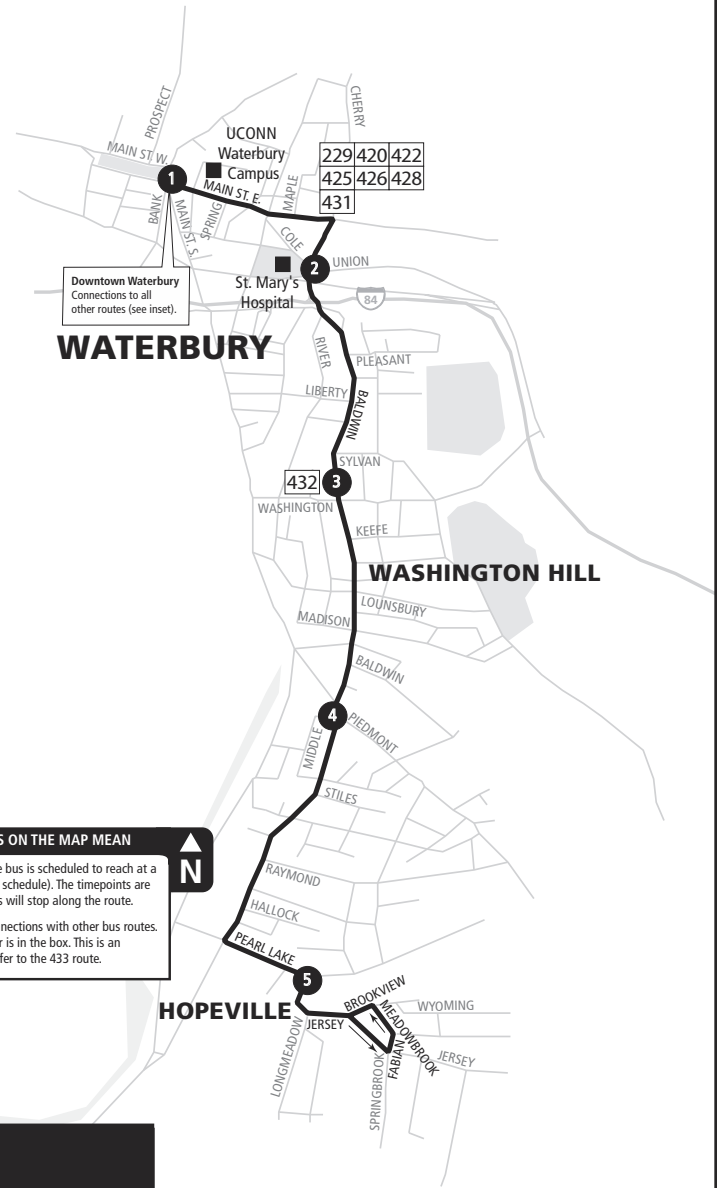 PROSPECT
CHERRY
UCONN
Waterbury
Campus
MAIN ST. W.
1
MAIN ST. E.
MAPLE
229 420 422
425 426 428
431
BANK
MAIN ST. S.
SPRING
COLE
2
UNION
St. Mary's
Hospital
84
Downtown Waterbury
Connections to all
other routes (see inset).
WATERBURY
RIVER
PLEASANT
LIBERTY
BALDWIN
SYLVAN
432
3
WASHINGTON
KEEFE
WASHINGTON HILL
LOUNSBURY
MADISON
BALDWIN
4
PIEDMONT
MIDDLE
STILES
ON THE MAP MEAN
N
bus is scheduled to reach at a
schedule). The timepoints are
will stop along the route.
connections with other bus routes.
is in the box. This is an
to the 433 route.
RAYMOND
HALLOCK
PEARL LAKE
5
HOPEVILLE
BROOKVIEW
WYOMING
MEADOWBROOK
JERSEY
LONGMEADOW
FABIAN
JERSEY
SPRINGBROOK